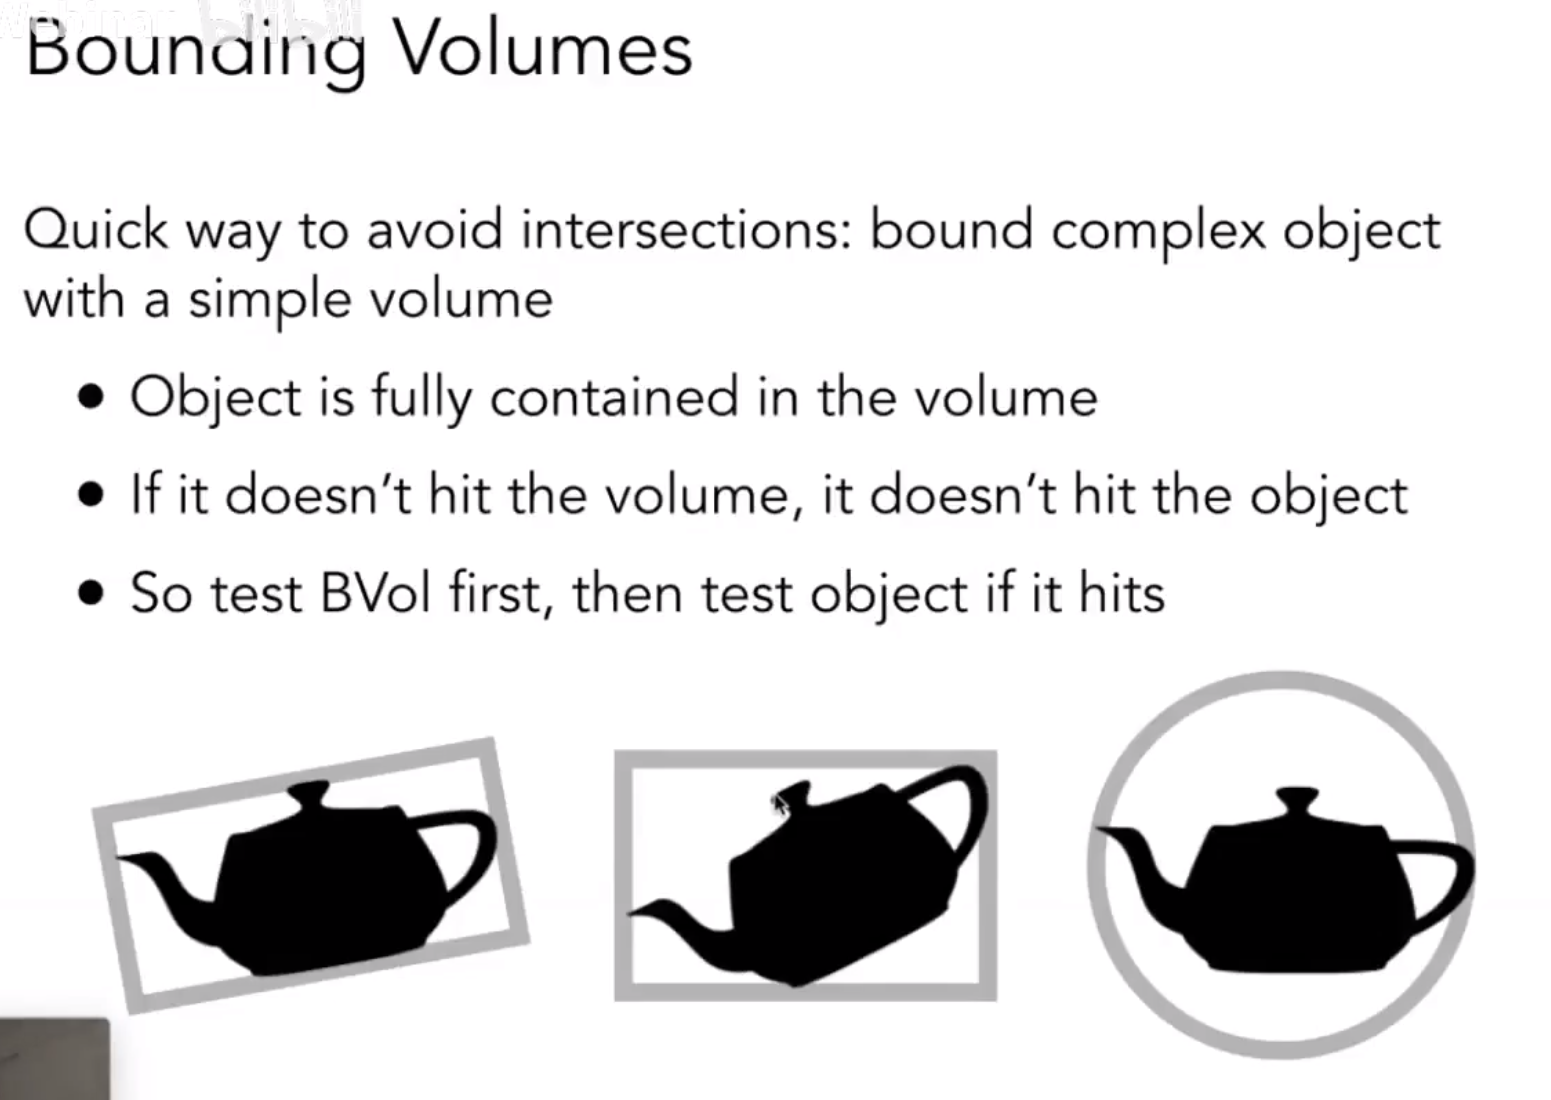 Webinar bilibili
Bounding Volumes
Quick way to avoid intersections: bound complex object
with a simple volume
● Object is fully contained in the volume
● If it doesn’t hit the volume, it doesn’t hit the object
● So test BVol first, then test object if it hits